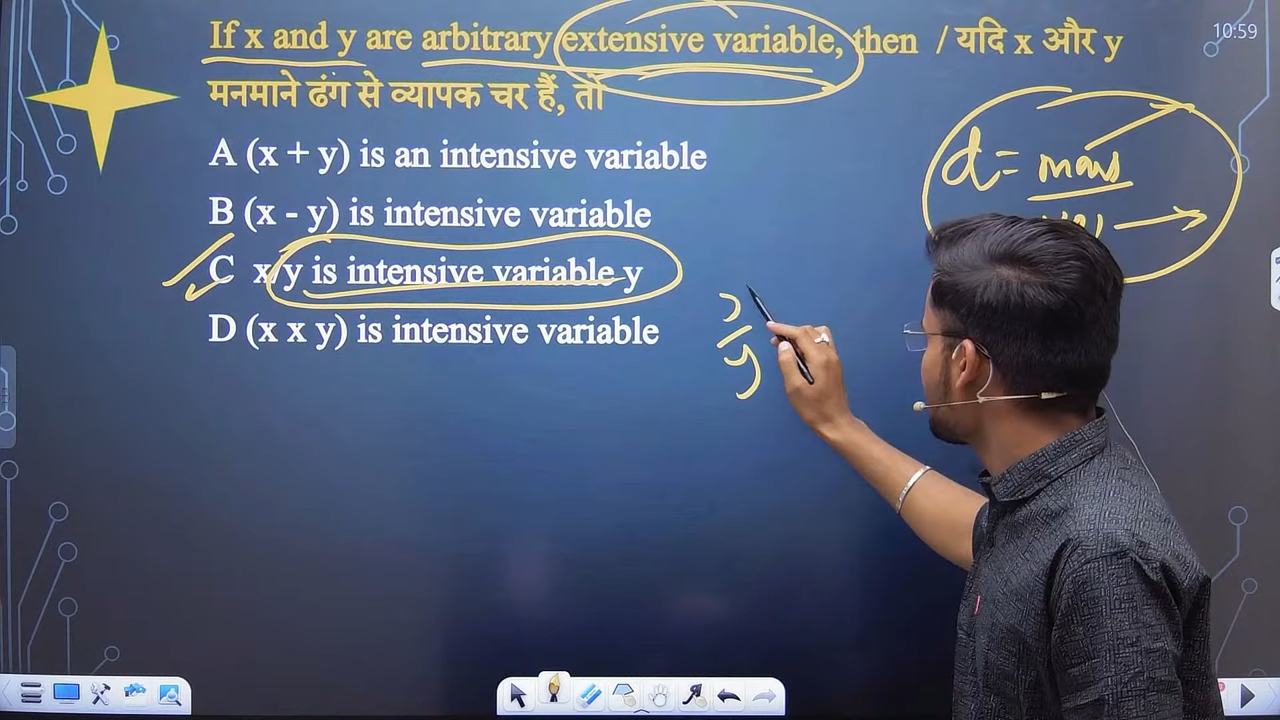 If x and y are arbitrary extensive variable, then / यदि x और y
मनमाने ढंग से व्यापक चर हैं, तो
A (x + y) is an intensive variable
B (x - y) is intensive variable
C x/y is intensive variable y
D (x x y) is intensive variable
10:59
d = mass
y